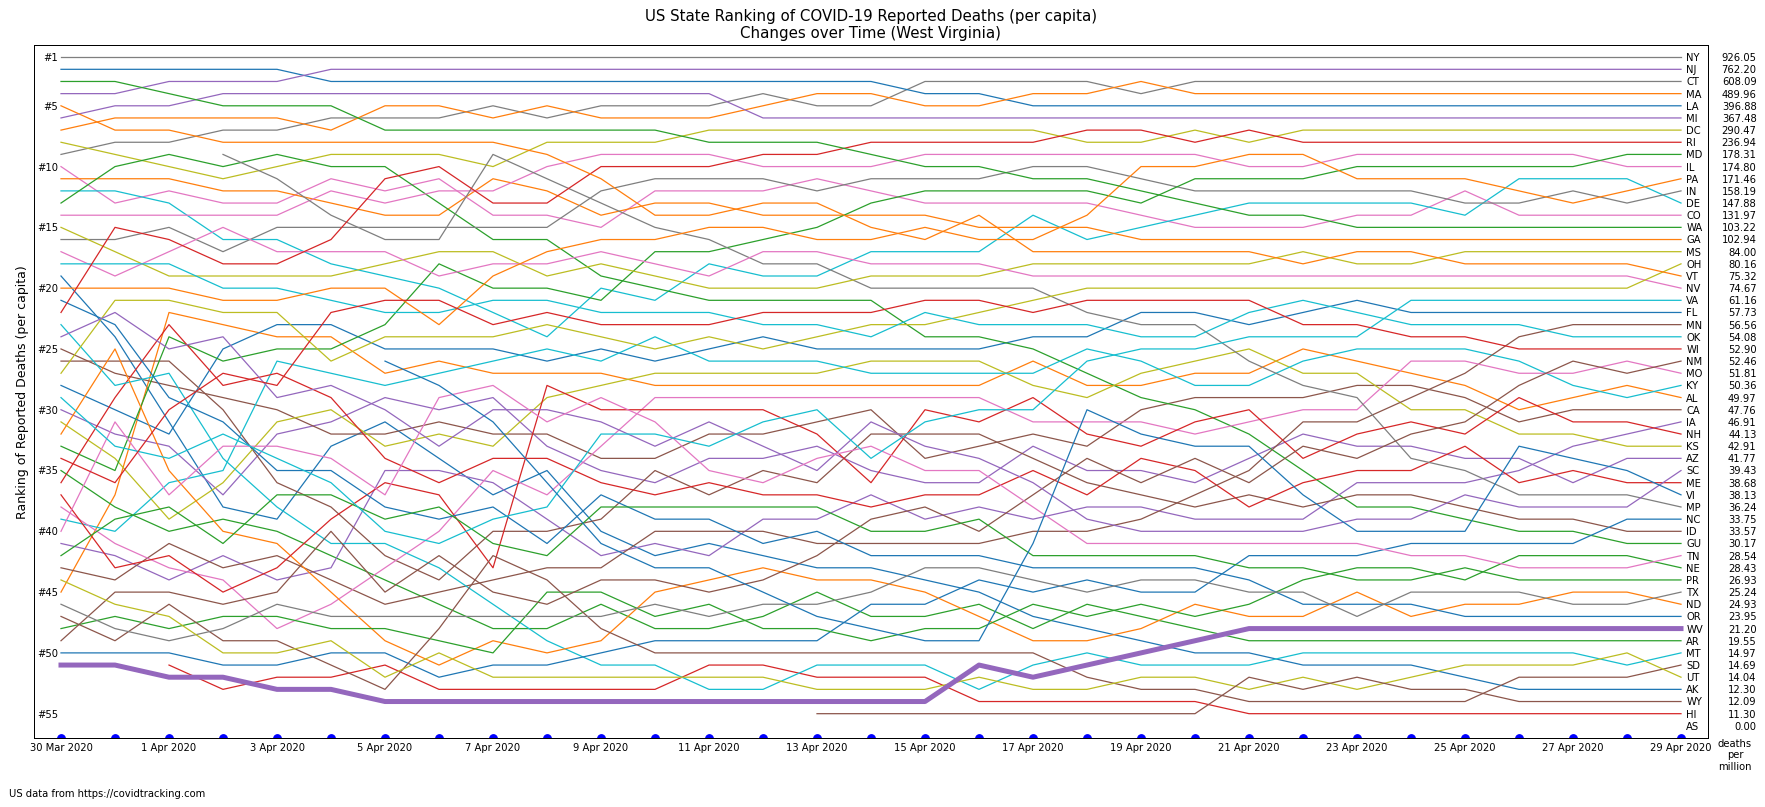 US State Ranking of COVID-19 Reported Deaths (per capita)
Changes over Time (West Virginia)
Ranking of Reported Deaths (per capita)
#1
#5
#10
#15
#20
#25
#30
#35
#40
#45
#50
#55
NY 926.05
NJ 762.20
CT 608.09
MA 489.96
LA 396.88
MI 367.48
DC 290.47
RI 236.94
MD 178.31
IL 174.80
PA 171.46
IN 158.19
DE 147.88
CO 131.97
WA 103.22
GA 102.94
MS 84.00
OH 80.16
VT 75.32
NV 74.67
VA 61.16
FL 57.73
MN 56.56
OK 54.08
WI 52.90
NM 52.46
MO 51.81
KY 50.36
AL 49.97
CA 47.76
IA 46.91
NH 44.13
KS 42.91
AZ 41.77
SC 39.43
ME 38.68
VI 38.13
MP 36.24
NC 33.75
ID 33.57
GU 30.17
TN 28.54
NE 28.43
PR 26.93
TX 25.24
ND 24.93
OR 23.95
WV 21.20
AR 19.55
MT 14.97
SD 14.69
UT 14.04
AK 12.30
WY 12.09
HI 11.30
AS 0.00
30 Mar 2020 1 Apr 2020 3 Apr 2020 5 Apr 2020 7 Apr 2020 9 Apr 2020 11 Apr 2020 13 Apr 2020 15 Apr 2020 17 Apr 2020 19 Apr 2020 21 Apr 2020 23 Apr 2020 25 Apr 2020 27 Apr 2020 29 Apr 2020
deaths
per
million
US data from https://covidtracking.com